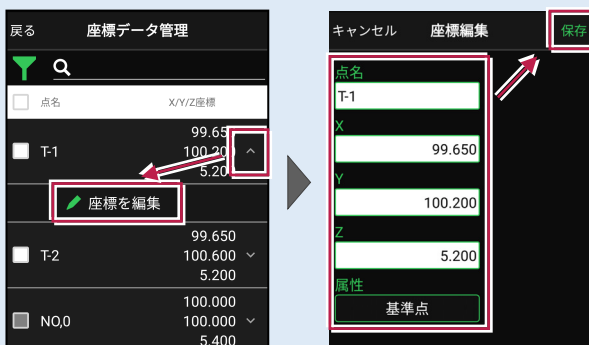 戻る 座標データ管理
点名 X/Y/Z座標
99.650
T-1 100.200
5.200
座標を編集
99.650
T-2 100.600
5.200
100.000
NO,0 100.000
5.400
キャンセル 座標編集 保存
点名
T-1
X
99.650
Y
100.200
Z
5.200
属性
基準点